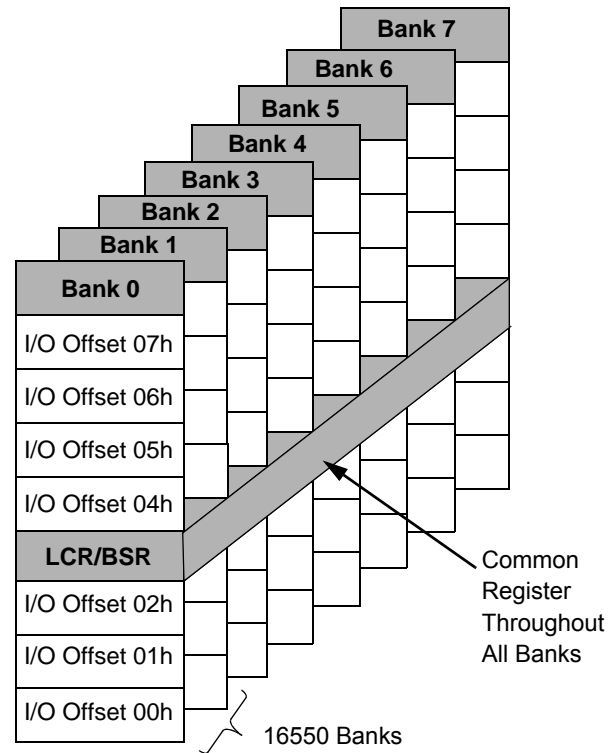 Bank 7
Bank 6
Bank 5
Bank 4
Bank 3
Bank 2
Bank 1
Bank 0
I/O Offset 07h
I/O Offset 06h
I/O Offset 05h
I/O Offset 04h
LCR/BSR
I/O Offset 02h
I/O Offset 01h
I/O Offset 00h
Common
Register
Throughout
All Banks
16550 Banks